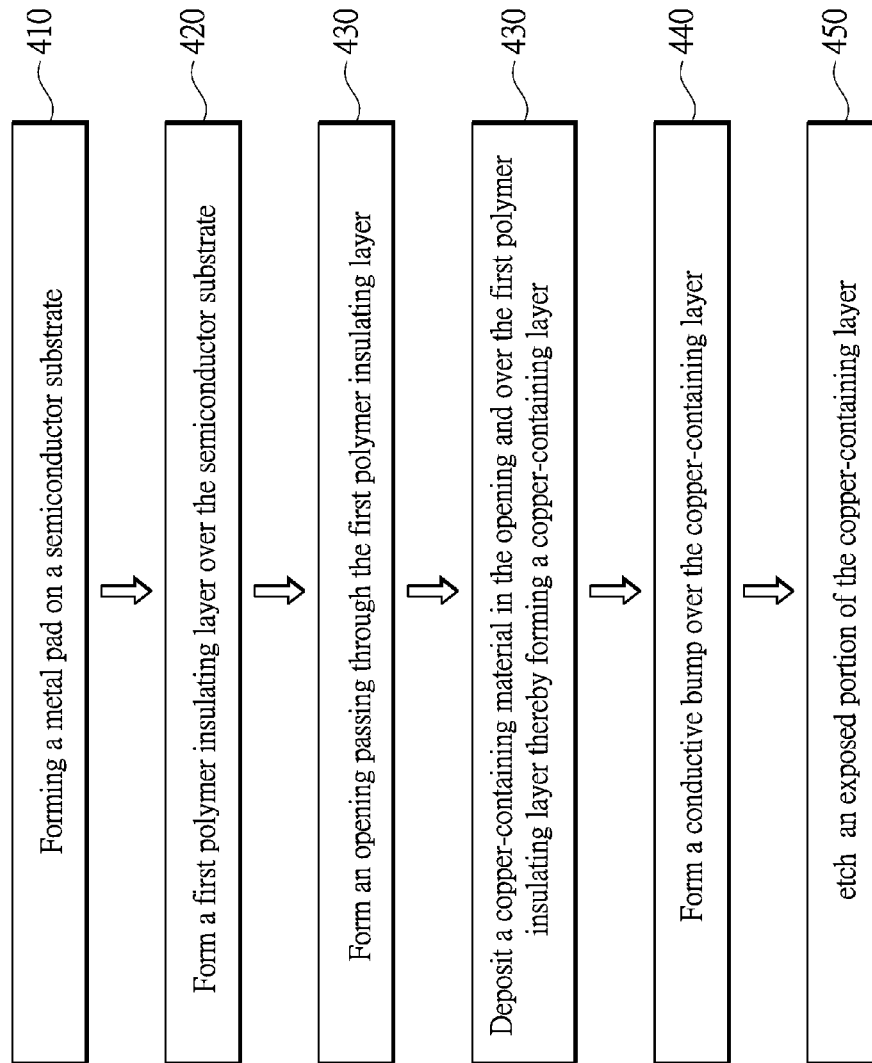 Forming a metal pad on a semiconductor substrate
410
Form a first polymer insulating layer over the semiconductor substrate
420
Form an opening passing through the first polymer insulating layer
430
Deposit a copper-containing material in the opening and over the first polymer
insulating layer thereby forming a copper-containing layer
430
Form a conductive bump over the copper-containing layer
440
etch an exposed portion of the copper-containing layer
450